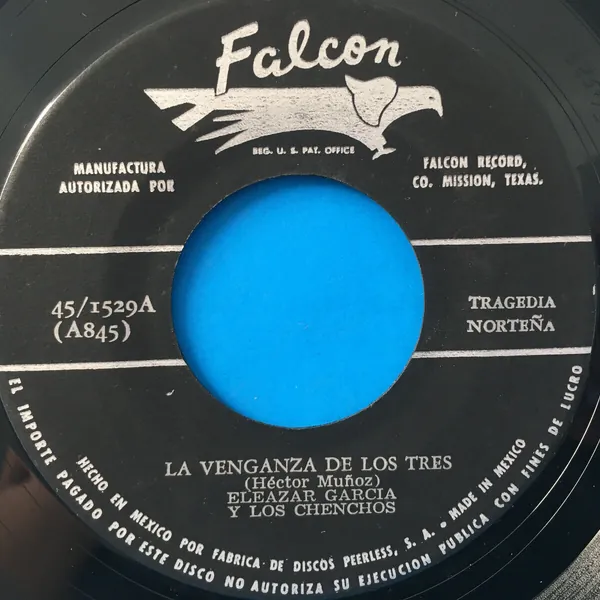 Falcon
REG. U. S. PAT. OFFICE
MANUFACTURA
AUTORIZADA POR
FALCON RECORD,
CO. MISSION, TEXAS.
45/1529A
(A845)
TRAGEDIA
NORTEÑA
LA VENGANZA DE LOS TRES
(Héctor Muñoz)
ELEAZAR GARCIA
Y LOS CHENCHOS
HECHO EN MEXICO POR FABRICA DE DISCOS PEERLESS, S. A. - MADE IN MEXICO
EL IMPORTE PAGADO POR ESTE DISCO NO AUTORIZA SU EJECUCION PUBLICA CON FINES DE LUCRO